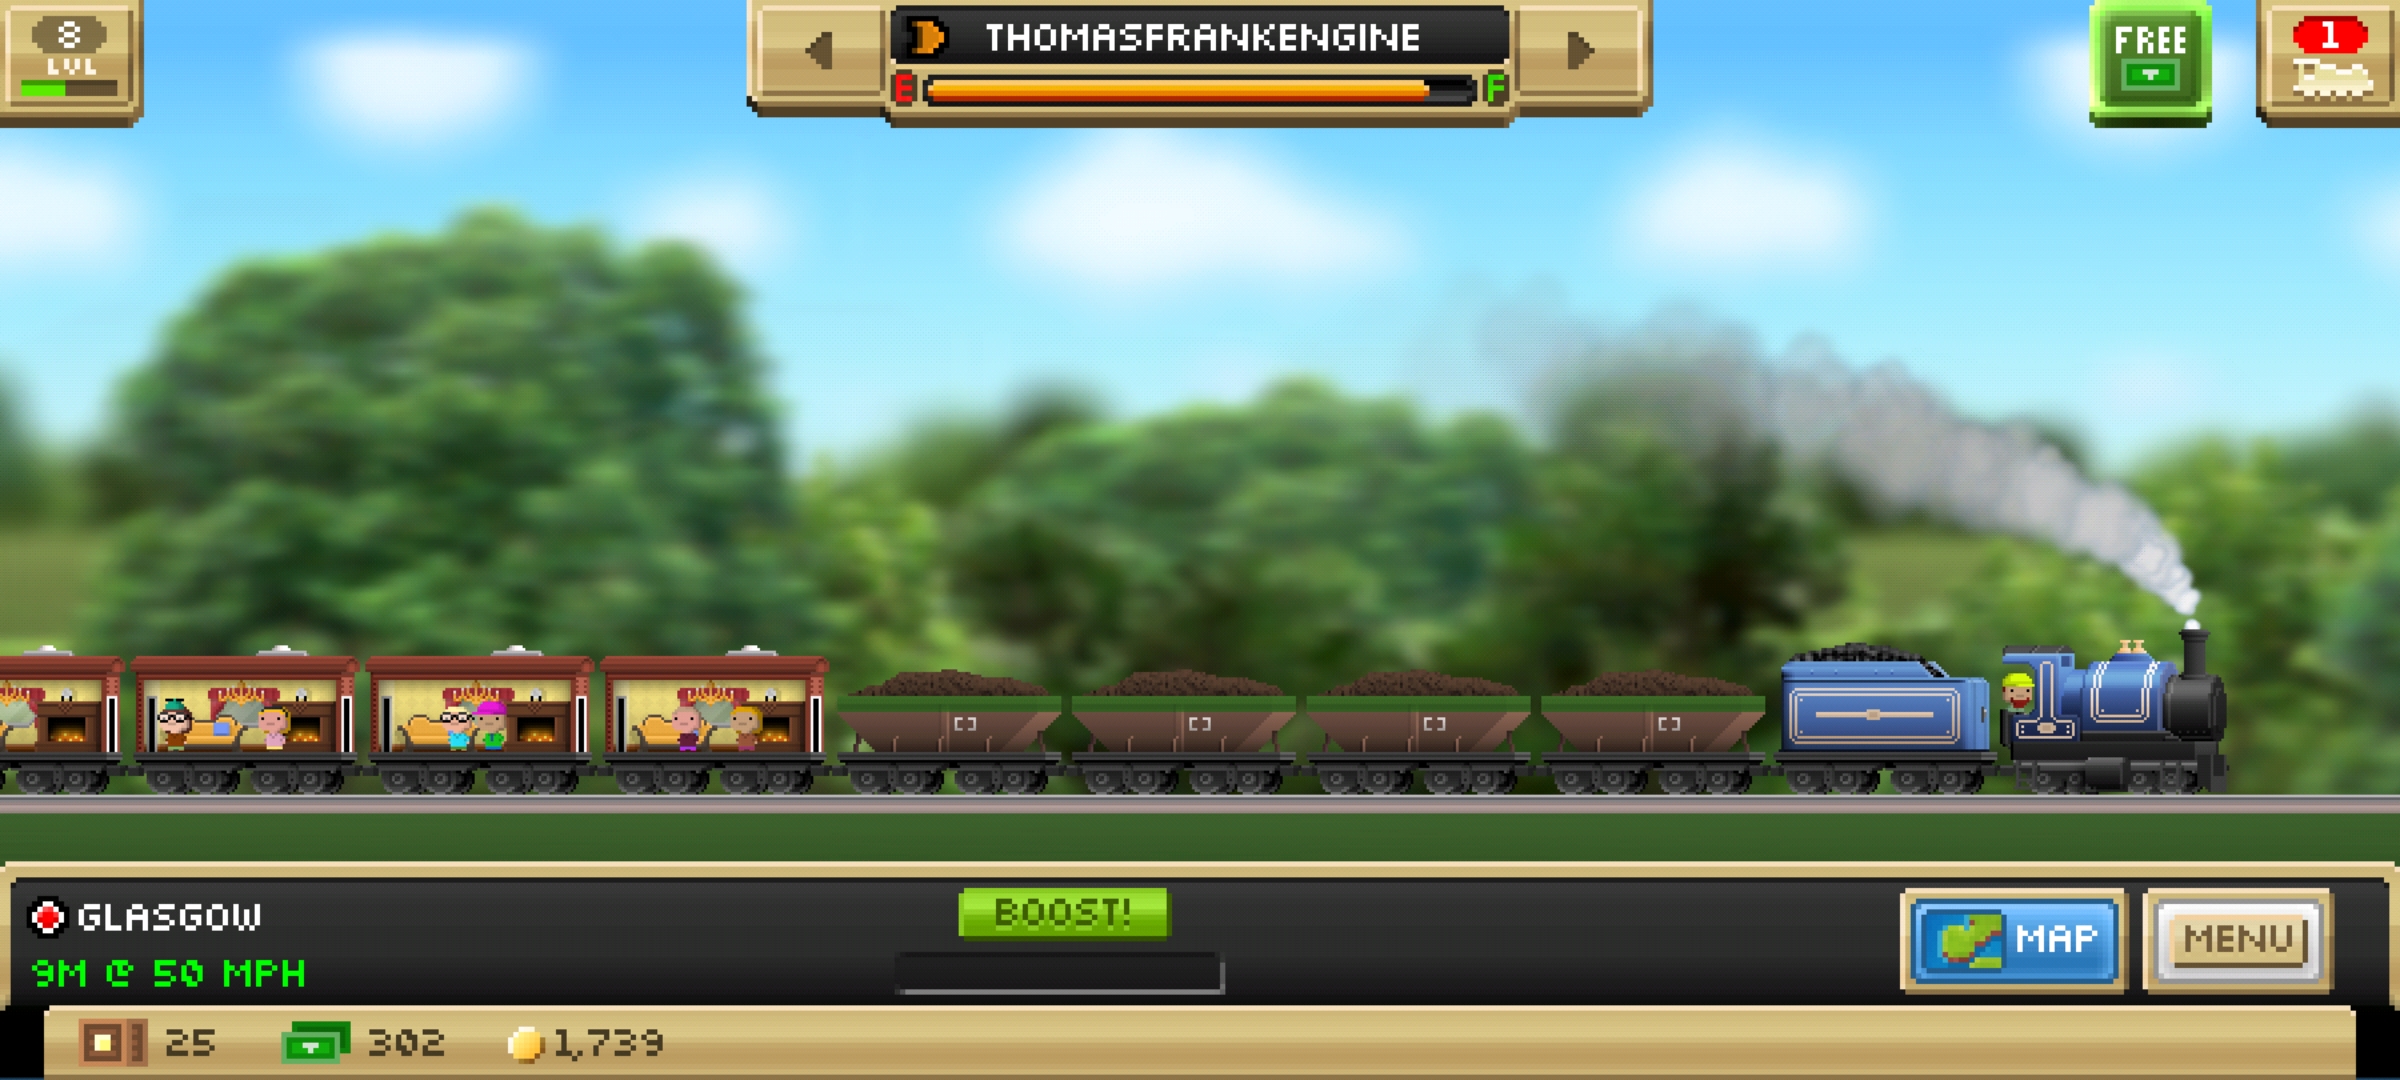 8
LVL
THOMASFRANKENGINE
E F
FREE
1
GLASGOW
9M @ 50 MPH
BOOST!
MAP
MENU
25 302 1,739